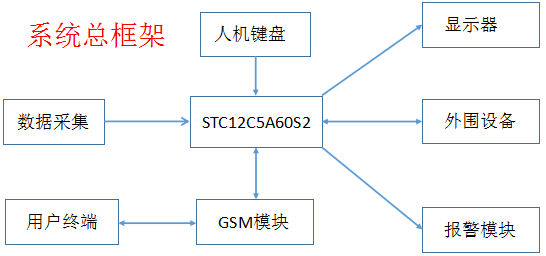 系统总框架
人机键盘
显示器
数据采集
STC12C5A60S2
外围设备
用户终端
GSM模块
报警模块